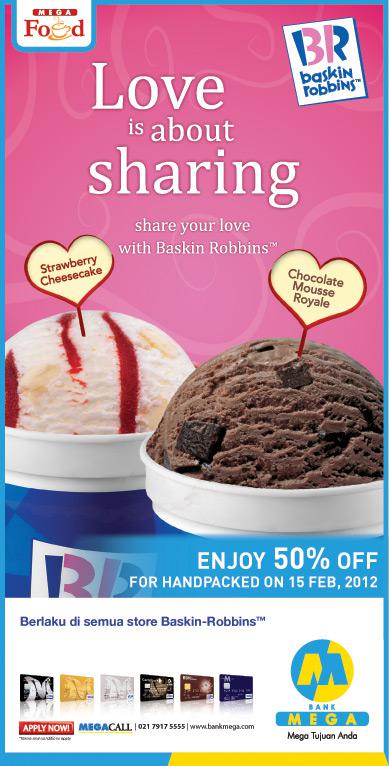 MEGA
Food
BR
baskin
robbins™
Love
is about
sharing
share your love
with Baskin Robbins™
Strawberry
Cheesecake
Chocolate
Mousse
Royale
BR
ENJOY 50% OFF
FOR HANDPACKED ON 15 FEB, 2012
Berlaku di semua store Baskin-Robbins™
APPLY NOW! MEGACALL | 021 7917 5555 | www.bankmega.com
BANK
MEGA
Mega Tujuan Anda